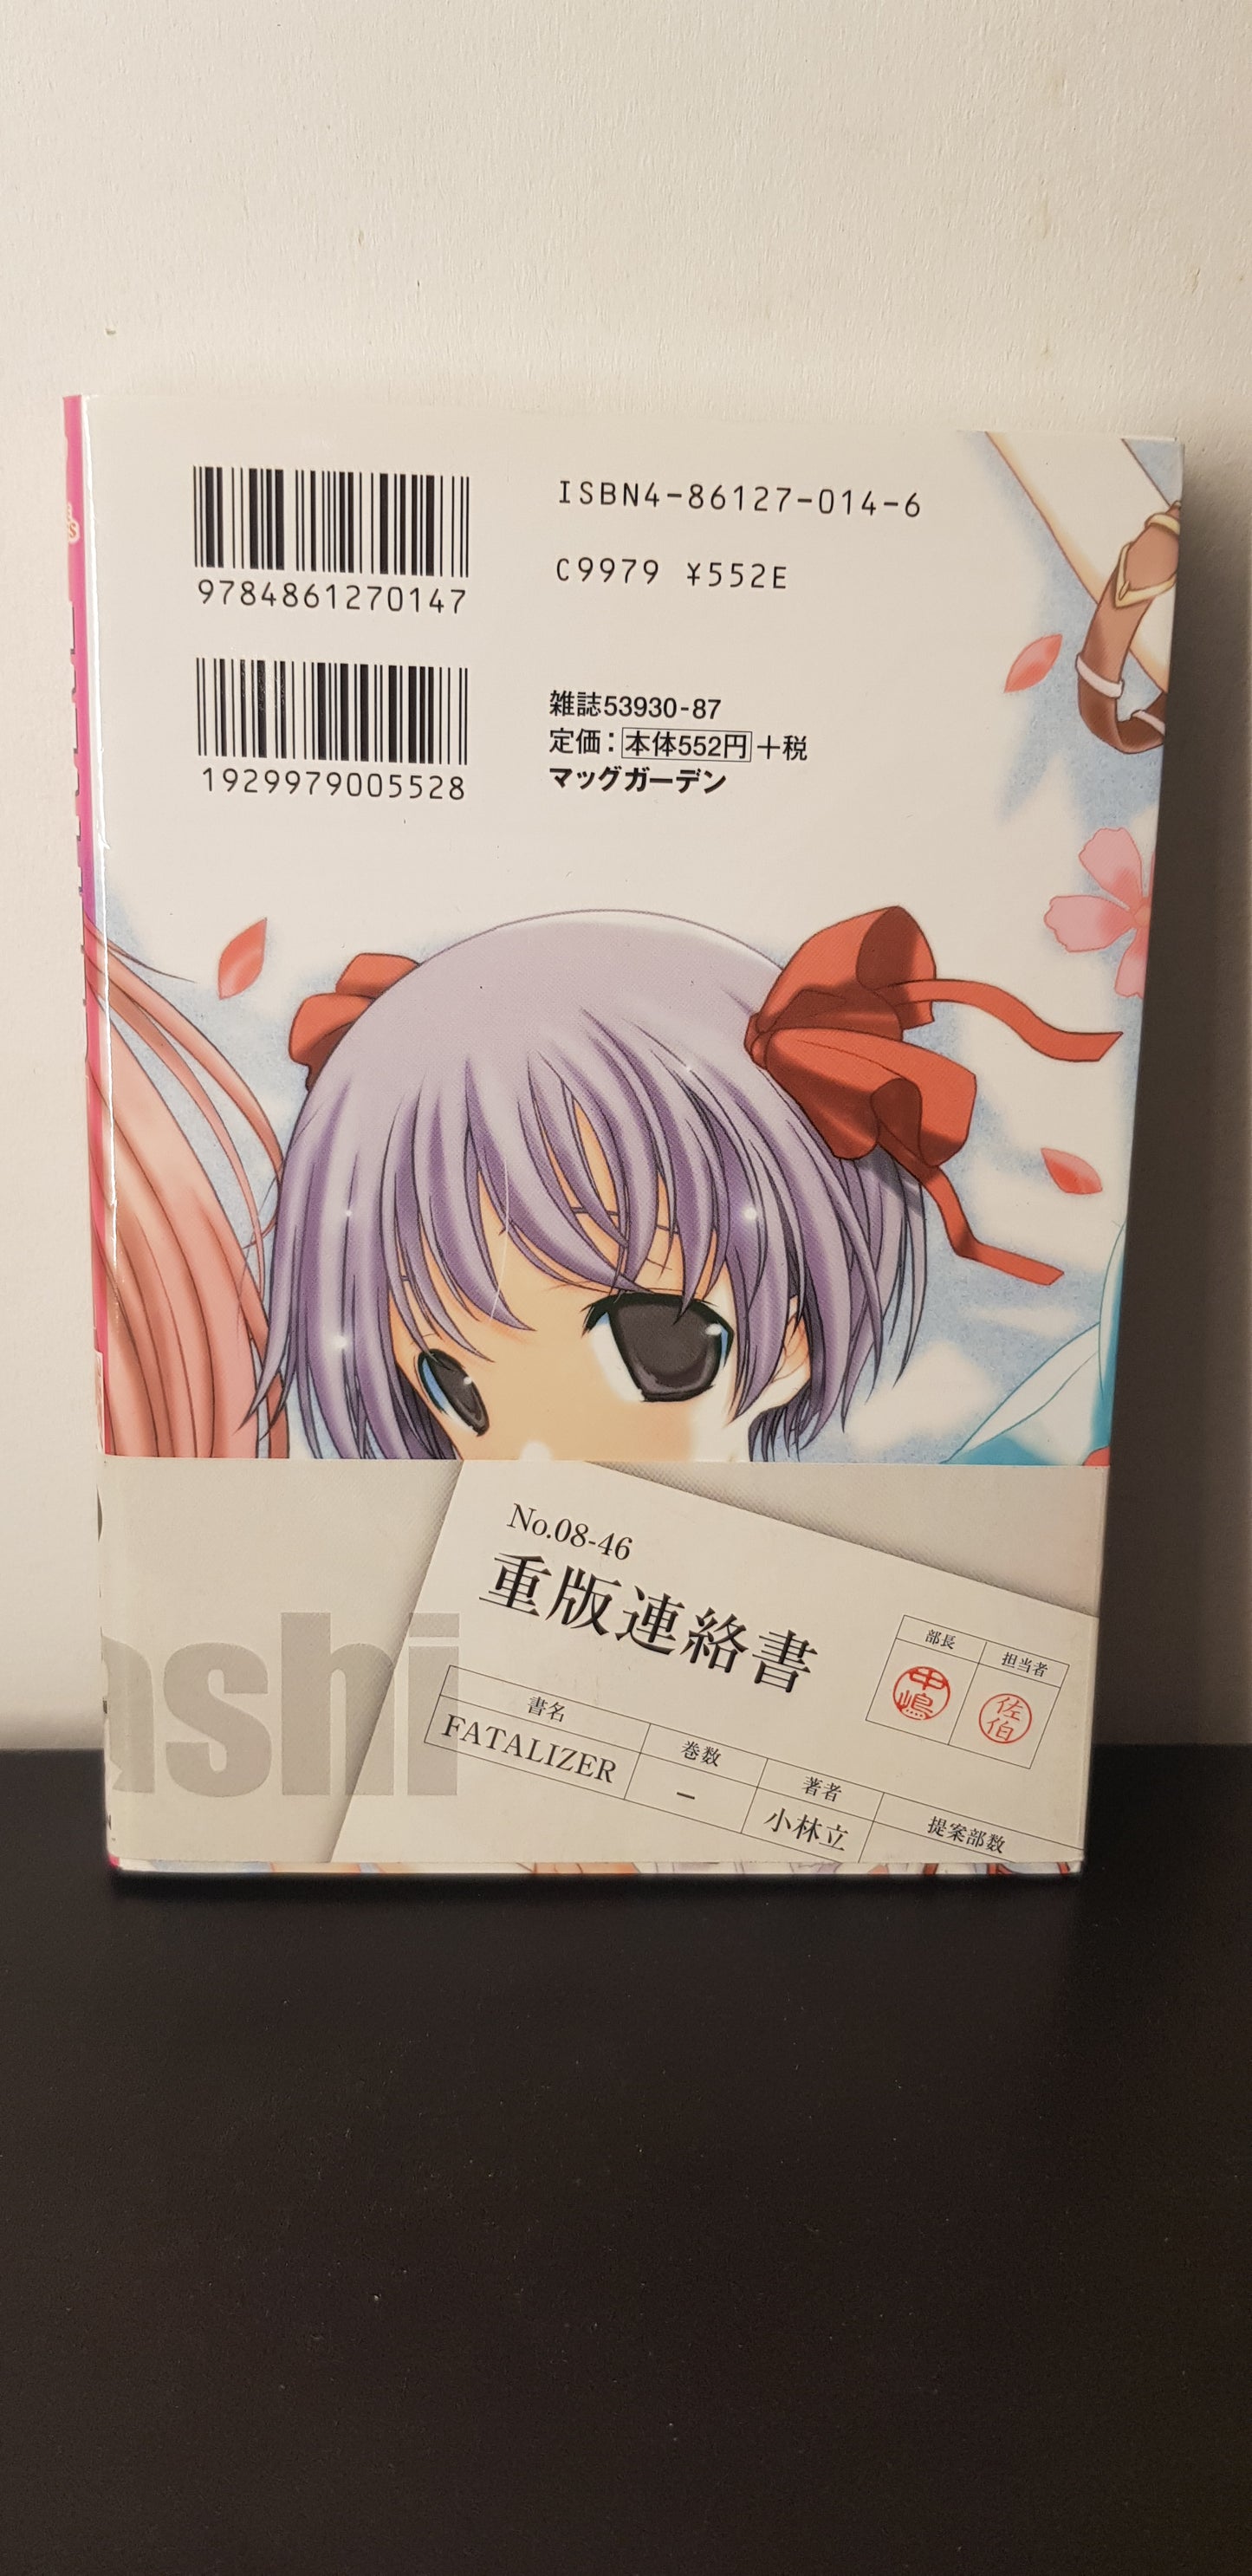 9784861270147
ISBN4-86127-014-6
C9979 ¥552E
1929979005528
雑誌53930-87
定価：本体552円＋税
マッグガーデン
No.08-46
重版連絡書
部長 担当者
中嶋 佐伯
書名 巻数 著者 提案部数
FATALIZER – 小林立
ashi